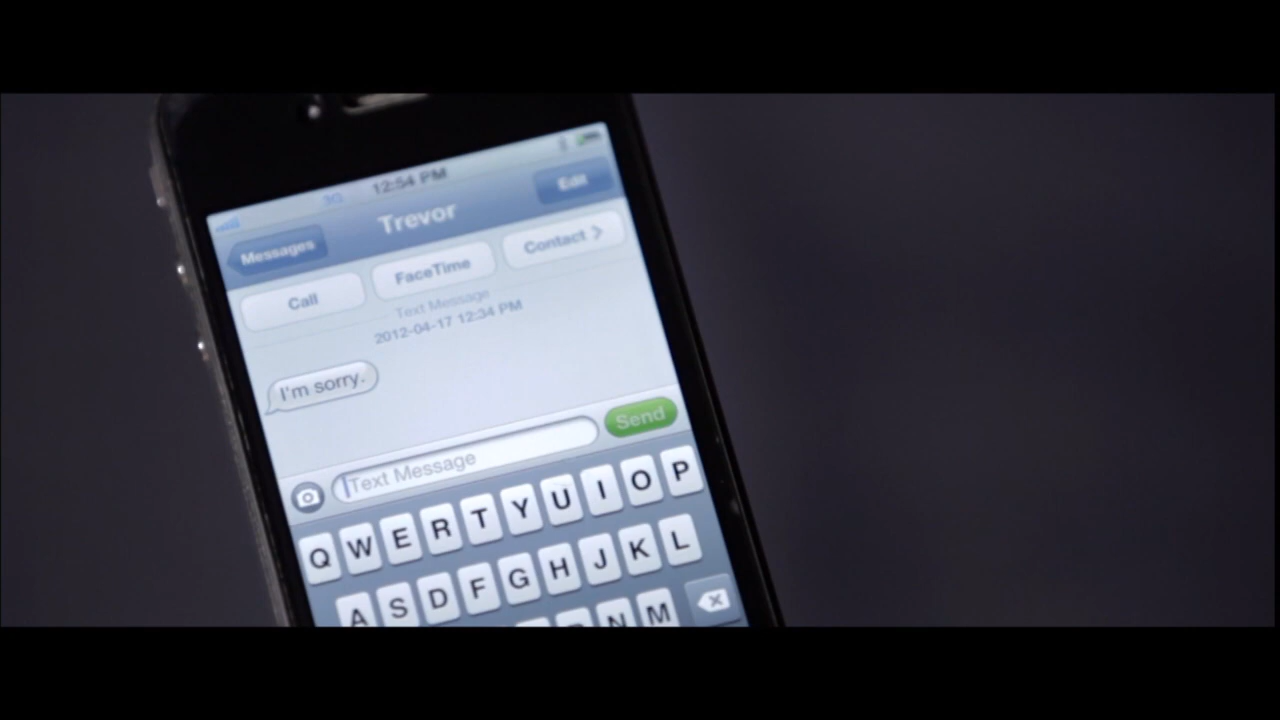 3G 12:54 PM
Messages Trevor Edit
Call FaceTime Contact
Text Message
2012-04-17 12:34 PM
I'm sorry.
Text Message Send
Q W E R T Y U I O P
A S D F G H J K L
N M